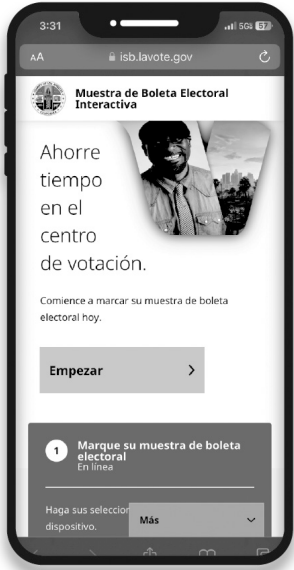 3:31
5GE 57
AA
isb.lavote.gov
Muestra de Boleta Electoral
Interactiva
Ahorre
tiempo
en el
centro
de votación.
Comience a marcar su muestra de boleta
electoral hoy.
Empezar
1
Marque su muestra de boleta
electoral
En línea
Haga sus seleccion
dispositivo.
Más